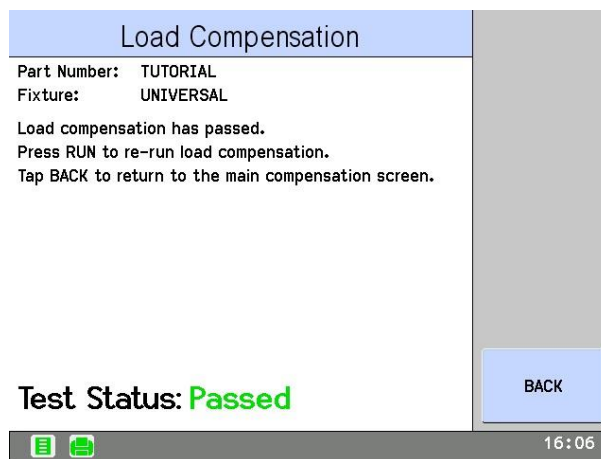 Load Compensation
Part Number: TUTORIAL
Fixture: UNIVERSAL
Load compensation has passed.
Press RUN to re-run load compensation.
Tap BACK to return to the main compensation screen.
Test Status: Passed
BACK
16:06